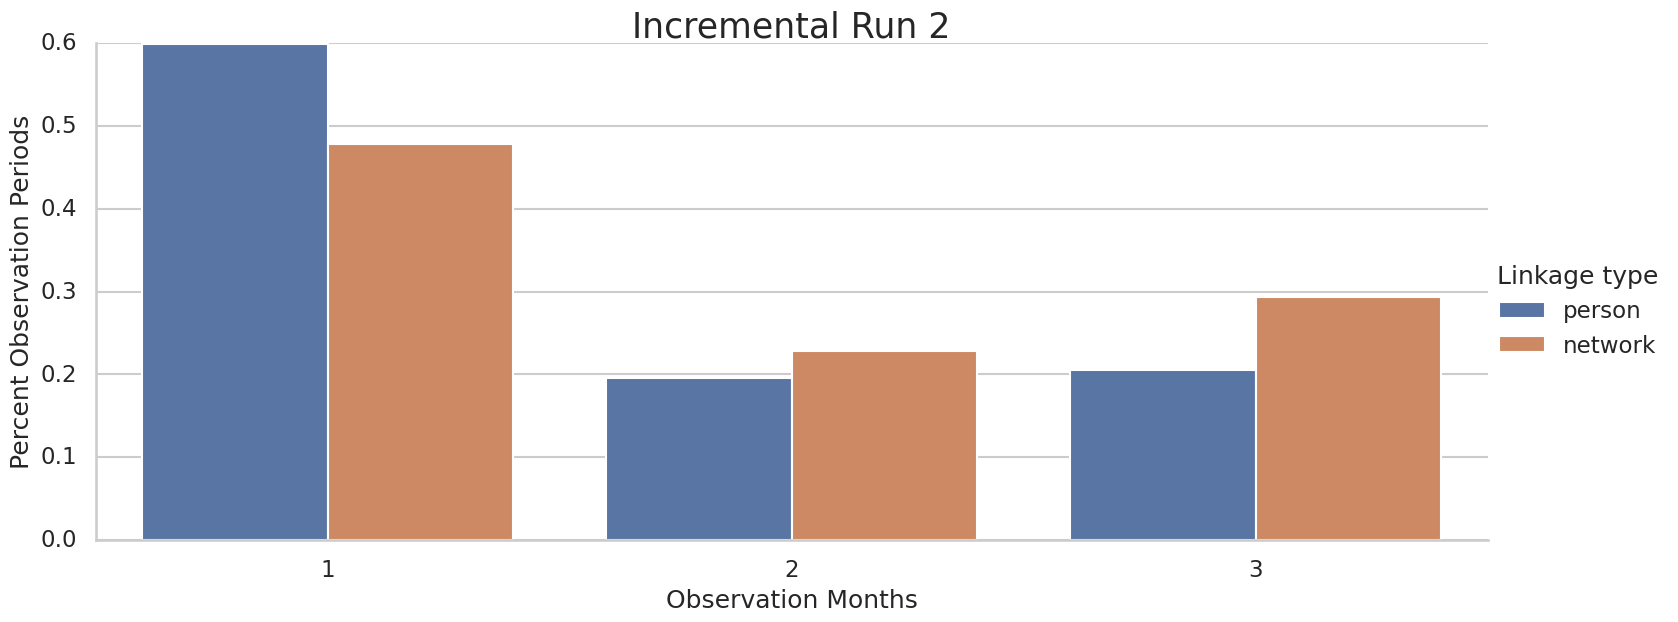 Incremental Run 2
Percent Observation Periods
0.6
0.5
0.4
0.3
0.2
0.1
0.0
1
2
3
Observation Months
Linkage type
person
network